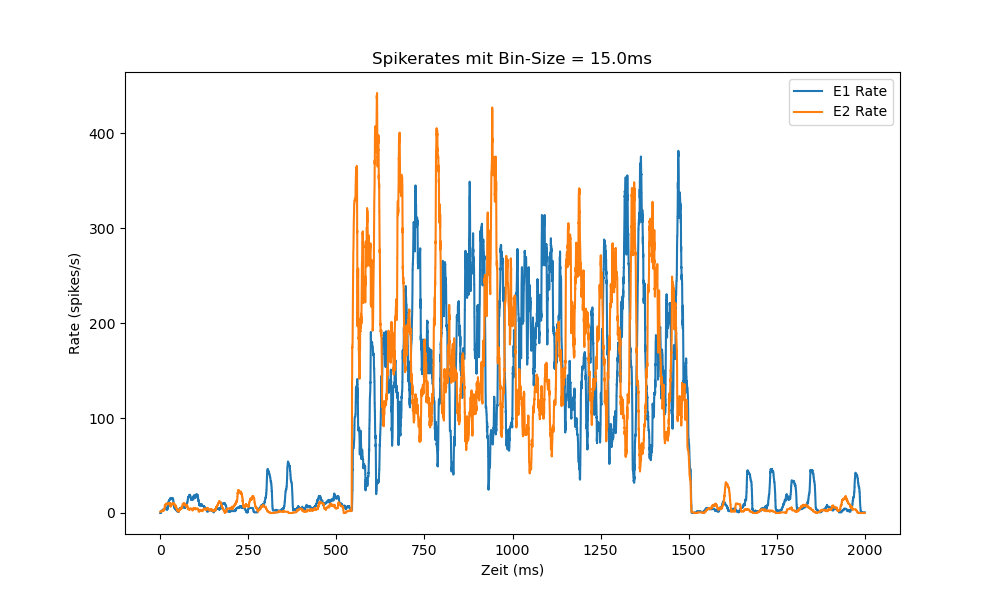 Spikerates mit Bin-Size = 15.0ms
E1 Rate
E2 Rate
400
300
200
100
0
Rate (spikes/s)
0 250 500 750 1000 1250 1500 1750 2000
Zeit (ms)